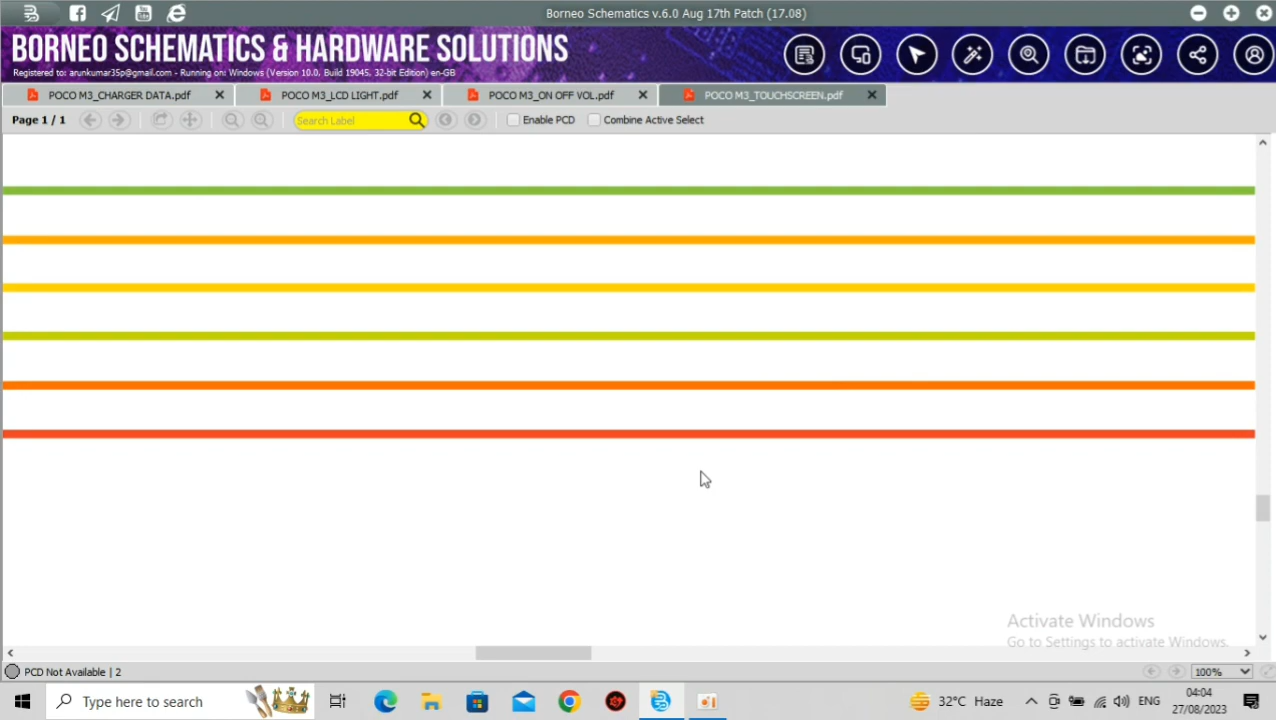 Borneo Schematics v.6.0 Aug 17th Patch (17.08)
BORNEO SCHEMATICS & HARDWARE SOLUTIONS
Registered to: arunkumar35p@gmail.com - Running on: Windows (Version 10.0, Build 19045, 32-bit Edition) en-GB
POCO M3_CHARGER DATA.pdf POCO M3_LCD LIGHT.pdf POCO M3_ON OFF VOL.pdf POCO M3_TOUCHSCREEN.pdf
Page 1 / 1 Search Label Enable PCD Combine Active Select
Activate Windows
Go to Settings to activate Windows.
PCD Not Available | 2 100%
Type here to search 32°C Haze ENG 04:04
27/08/2023